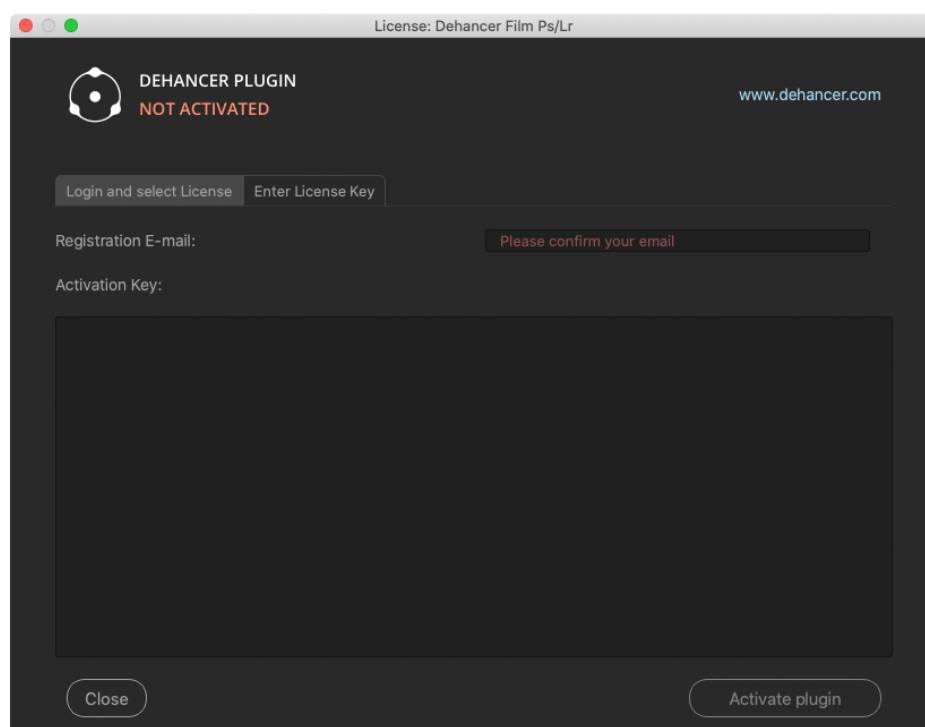 License: Dehancer Film Ps/Lr
DEHANCER PLUGIN
NOT ACTIVATED
www.dehancer.com
Login and select License
Enter License Key
Registration E-mail:
Please confirm your email
Activation Key:
Close
Activate plugin